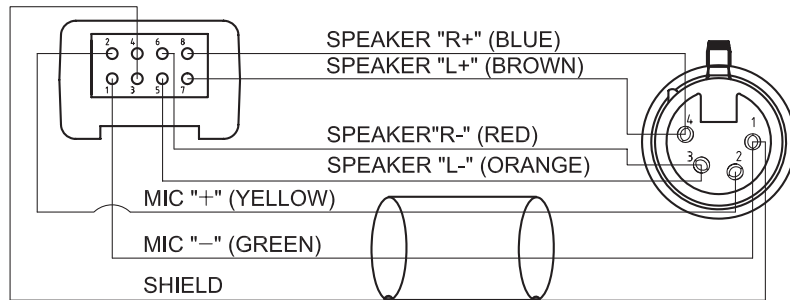 SPEAKER "R+" (BLUE)
SPEAKER "L+" (BROWN)
SPEAKER"R-" (RED)
SPEAKER "L-" (ORANGE)
MIC "+" (YELLOW)
MIC "—" (GREEN)
SHIELD
2 4 6 8
1 3 5 7
4 1
3 2